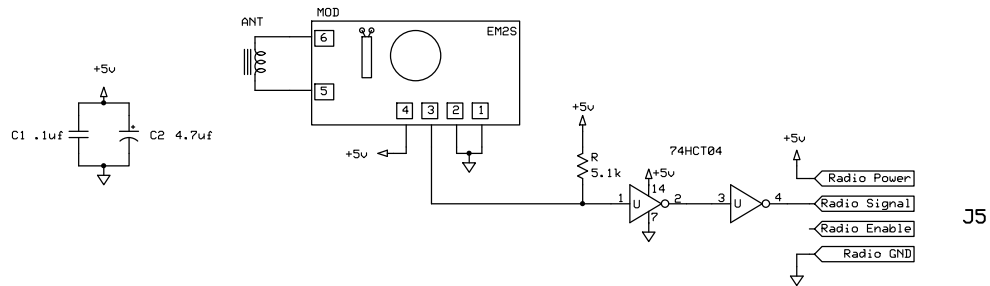 MOD
ANT
EM2S
6
5
4 3 2 1
+5v
C1 .1uf
C2 4.7uf
+5v
+5v
R
5.1k
74HCT04
+5v
14
1 U 2
7
3 U 4
+5v
Radio Power
Radio Signal
Radio Enable
Radio GND
J5